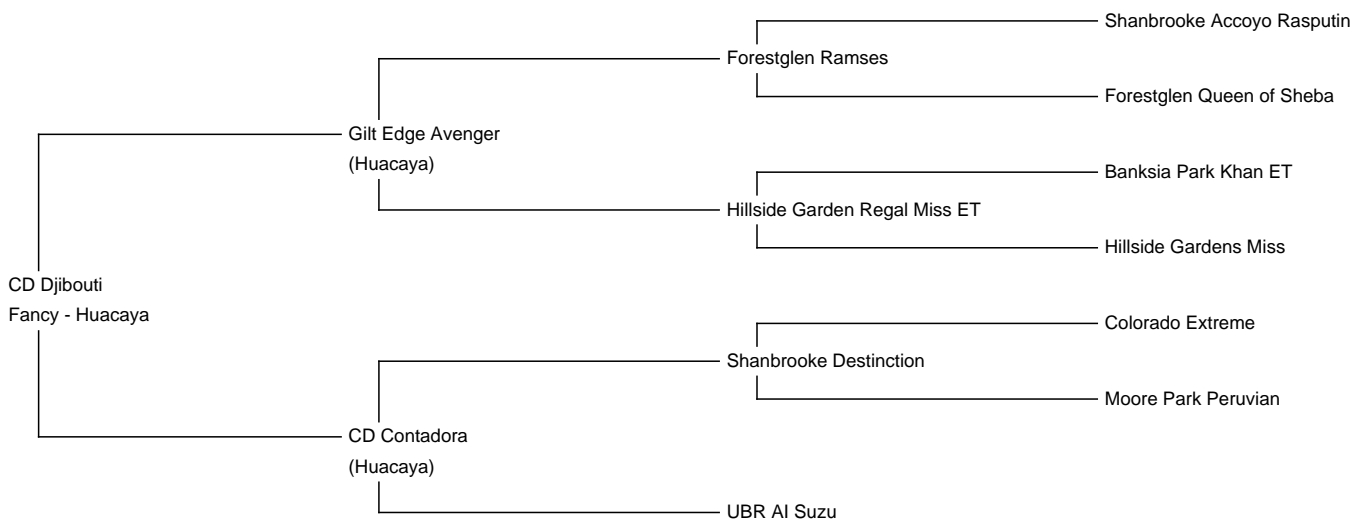 Shanbrooke Accoyo Rasputin
Forestglen Ramses
Forestglen Queen of Sheba
Gilt Edge Avenger
(Huacaya)
Banksia Park Khan ET
Hillside Garden Regal Miss ET
Hillside Gardens Miss
CD Djibouti
Fancy - Huacaya
Colorado Extreme
Shanbrooke Destinction
Moore Park Peruvian
CD Contadora
(Huacaya)
UBR AI Suzu